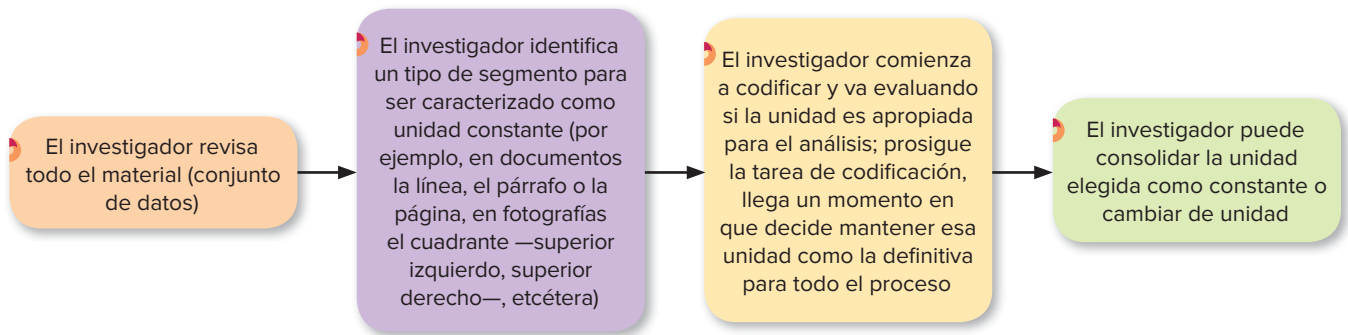 El investigador revisa
todo el material (conjunto
de datos)
El investigador identifica
un tipo de segmento para
ser caracterizado como
unidad constante (por
ejemplo, en documentos
la línea, el párrafo o la
página, en fotografías
el cuadrante —superior
izquierdo, superior
derecho—, etcétera)
El investigador comienza
a codificar y va evaluando
si la unidad es apropiada
para el análisis; prosigue
la tarea de codificación,
llega un momento en
que decide mantener esa
unidad como la definitiva
para todo el proceso
El investigador puede
consolidar la unidad
elegida como constante o
cambiar de unidad